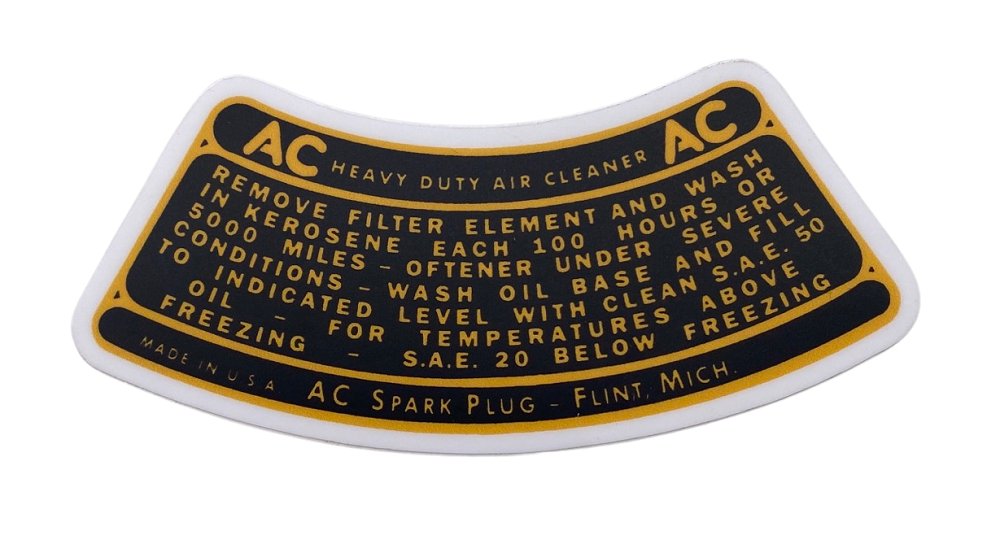 AC HEAVY DUTY AIR CLEANER AC
REMOVE FILTER ELEMENT AND WASH
IN KEROSENE EACH 100 HOURS OR
5000 MILES – OFTENER UNDER SEVERE
CONDITIONS – WASH OIL BASE AND FILL
TO INDICATED LEVEL WITH CLEAN S.A.E. 50
OIL – FOR TEMPERATURES ABOVE
FREEZING – S.A.E. 20 BELOW FREEZING
MADE IN U S A AC SPARK PLUG – FLINT, MICH.